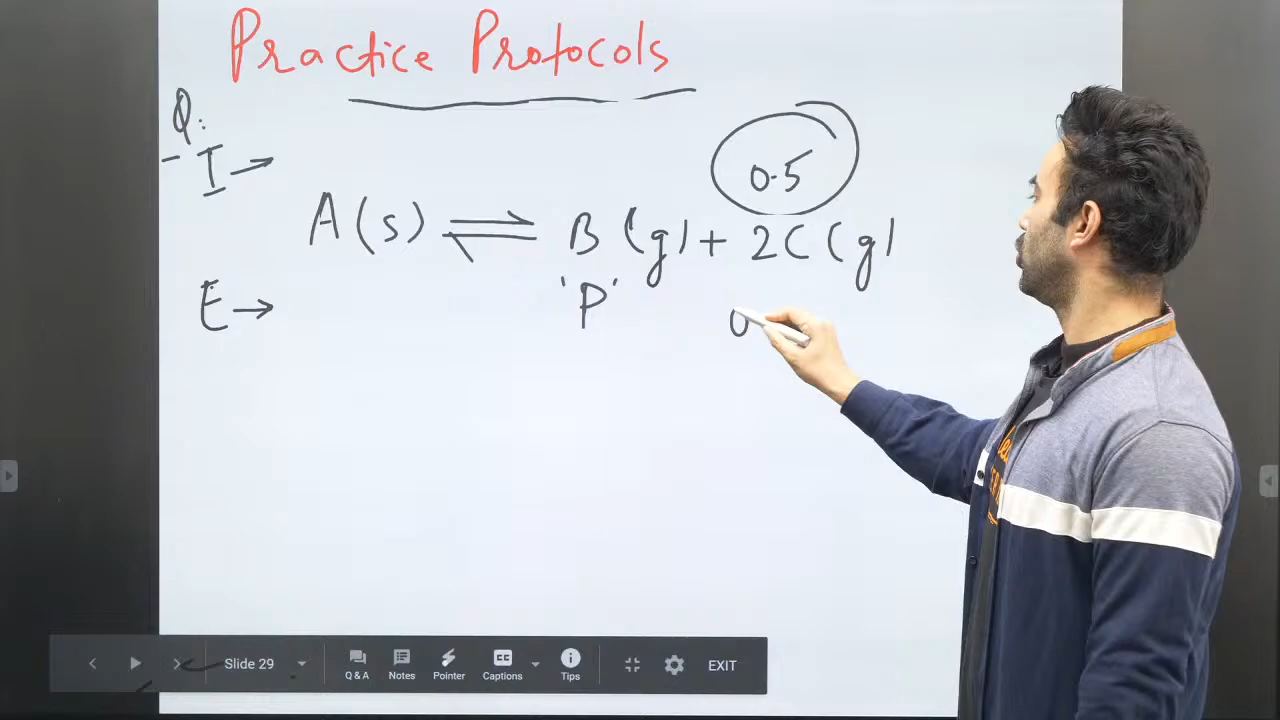 Practice Protocols
Q:
- I →
0.5
A(s) ⇌ B(g) + 2C(g)
E → 'P' 0
Slide 29
Q & A
Notes
Pointer
Captions
Tips
EXIT